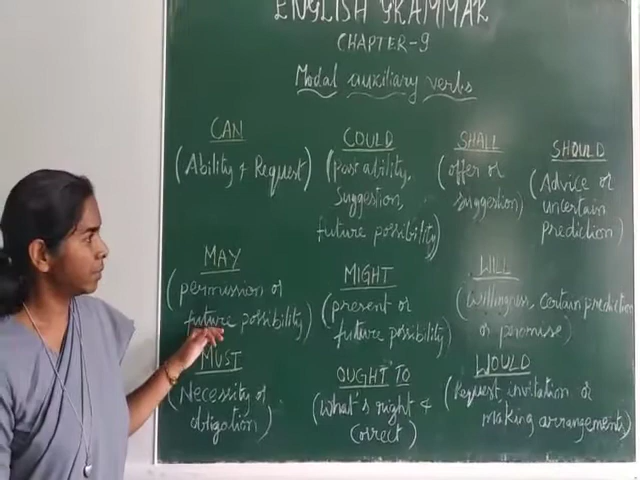 ENGLISH GRAMMAR
CHAPTER-9
Modal auxiliary verbs
CAN
(Ability & Request)
COULD
(Past ability,
Suggestion,
future possibility)
SHALL
(offer or
suggestion)
SHOULD
(Advice or
uncertain
prediction)
MAY
(permission or
future possibility)
MIGHT
(present or
future possibility)
WILL
(willingness, certain prediction
or promise)
MUST
(Necessity or
obligation)
OUGHT TO
(What's right &
correct)
WOULD
(Request, invitation or
making arrangements)